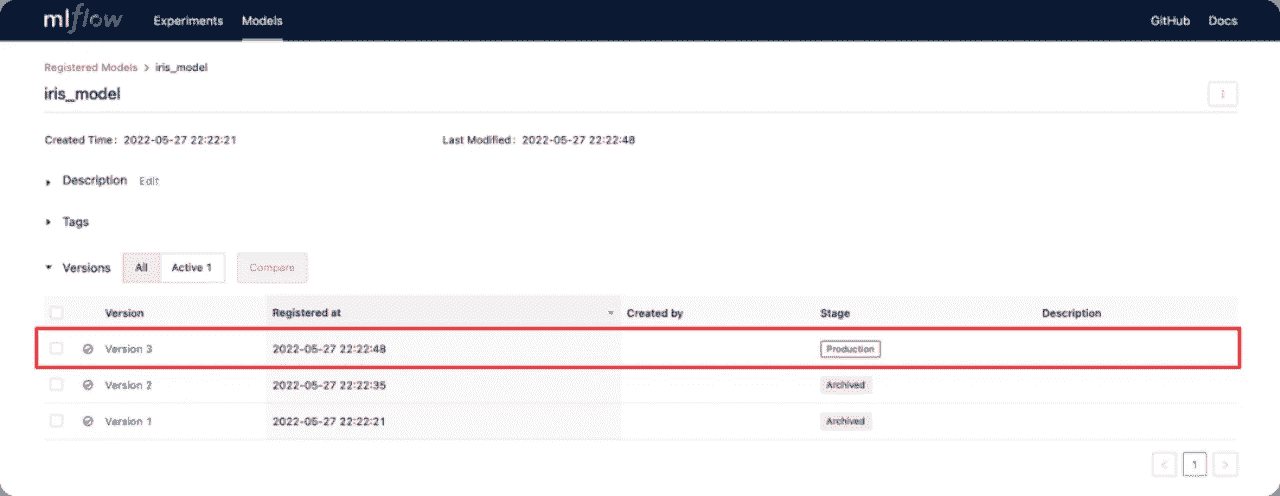 mlflow Experiments Models GitHub Docs
Registered Models > iris_model
iris_model
Created Time: 2022-05-27 22:22:21 Last Modified: 2022-05-27 22:22:48
Description Edit
Tags
Versions All Active 1 Compare
Version Registered at Created by Stage Description
Version 3 2022-05-27 22:22:48 Production
Version 2 2022-05-27 22:22:35 Archived
Version 1 2022-05-27 22:22:21 Archived
< 1 >